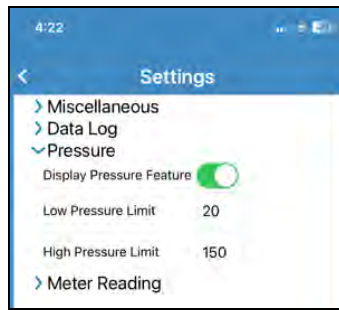 4:22
Settings
Miscellaneous
Data Log
Pressure
Display Pressure Feature
Low Pressure Limit 20
High Pressure Limit 150
Meter Reading